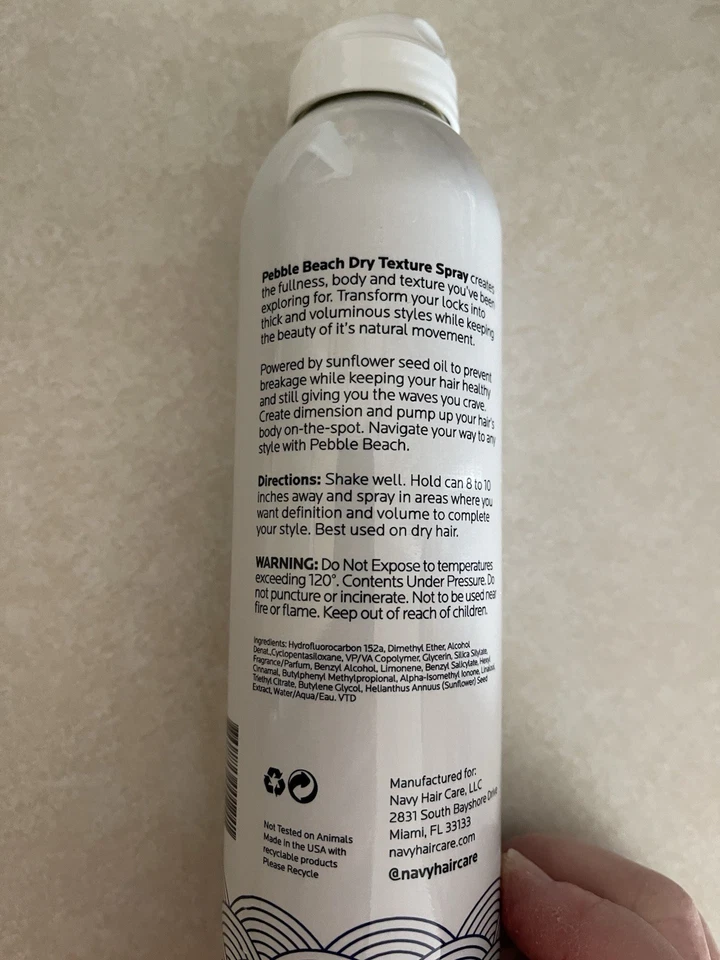 Pebble Beach Dry Texture Spray creates
the fullness, body and texture you've been
exploring for. Transform your locks into
thick and voluminous styles while keeping
the beauty of it's natural movement.
Powered by sunflower seed oil to prevent
breakage while keeping your hair healthy
and still giving you the waves you crave.
Create dimension and pump up your hair's
body on-the-spot. Navigate your way to any
style with Pebble Beach.
Directions: Shake well. Hold can 8 to 10
inches away and spray in areas where you
want definition and volume to complete
your style. Best used on dry hair.
WARNING: Do Not Expose to temperatures
exceeding 120°. Contents Under Pressure. Do
not puncture or incinerate. Not to be used near
fire or flame. Keep out of reach of children.
Ingredients: Hydrofluorocarbon 152a, Dimethyl Ether, Alcohol
Denat.,Cyclopentasiloxane, VP/VA Copolymer, Glycerin, Silica Silylate,
Fragrance/Parfum, Benzyl Alcohol, Limonene, Benzyl Salicylate, Hexyl
Cinnamal, Butylphenyl Methylpropional, Alpha-Isomethyl Ionone, Linalool,
Triethyl Citrate, Butylene Glycol, Helianthus Annuus (Sunflower) Seed
Extract, Water/Aqua/Eau. VTD
Manufactured for:
Navy Hair Care, LLC
2831 South Bayshore Drive
Miami, FL 33133
navyhaircare.com
@navyhaircare
Not Tested on Animals
Made in the USA with
recyclable products
Please Recycle